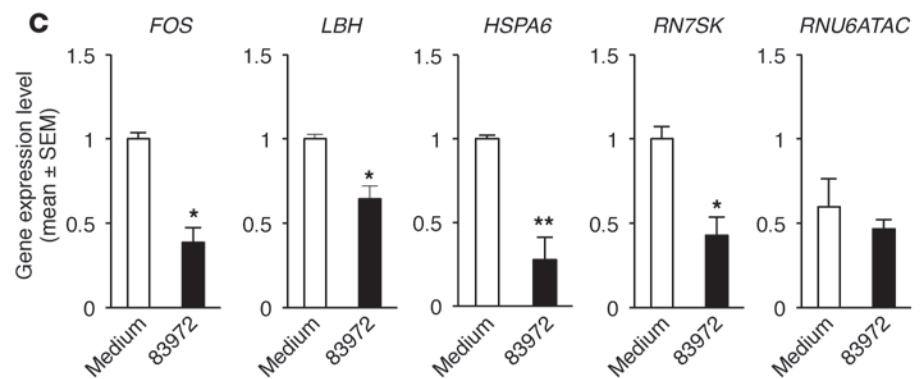 C
FOS LBH HSPA6 RN7SK RNU6ATAC
Gene expression level
(mean ± SEM)
1.5 1.5 1.5 1.5 1.5
1 1 1 1 1
0.5 0.5 0.5 0.5 0.5
0 0 0 0 0
* * ** *
Medium 83972 Medium 83972 Medium 83972 Medium 83972 Medium 83972